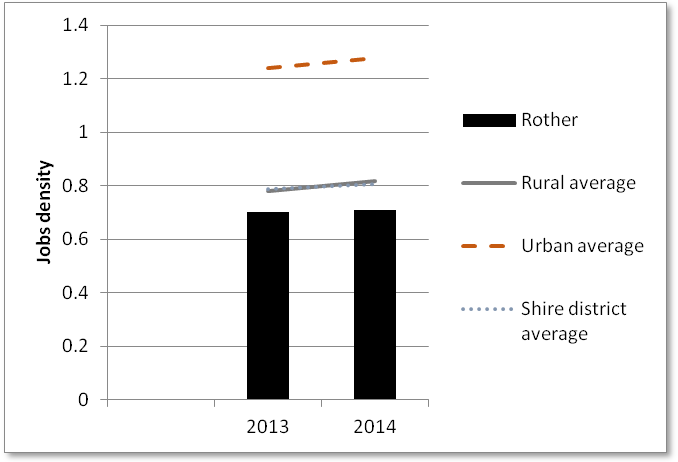 1.4
1.2
1
0.8
0.6
0.4
0.2
0
Jobs density
2013
2014
Rother
Rural average
Urban average
Shire district
average